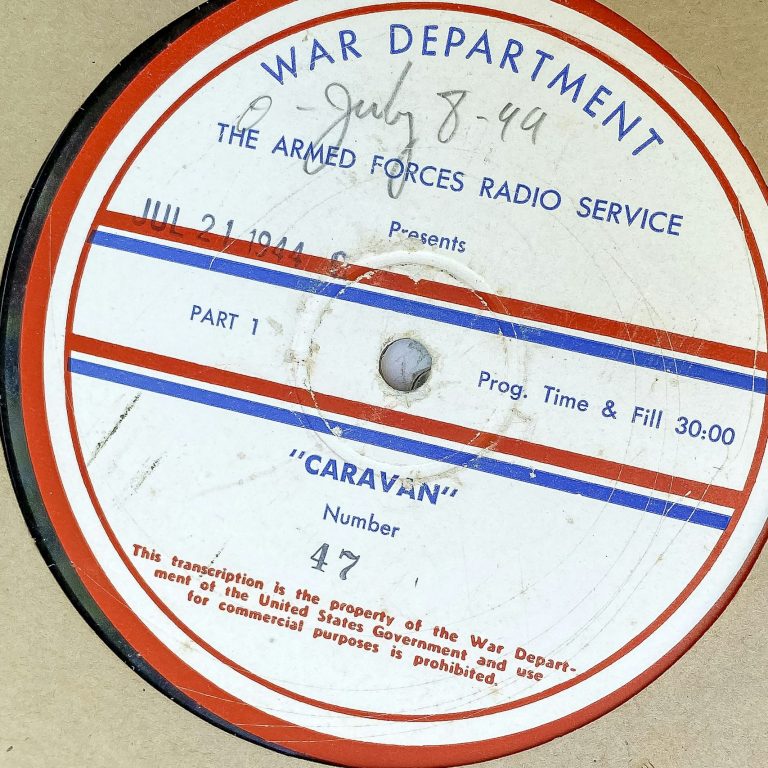 WAR DEPARTMENT
July 8-44
THE ARMED FORCES RADIO SERVICE
Presents
JUL 21 1944
PART 1
Prog. Time & Fill 30:00
"CARAVAN"
Number
47
This transcription is the property of the War Depart-
ment of the United States Government and use
for commercial purposes is prohibited.